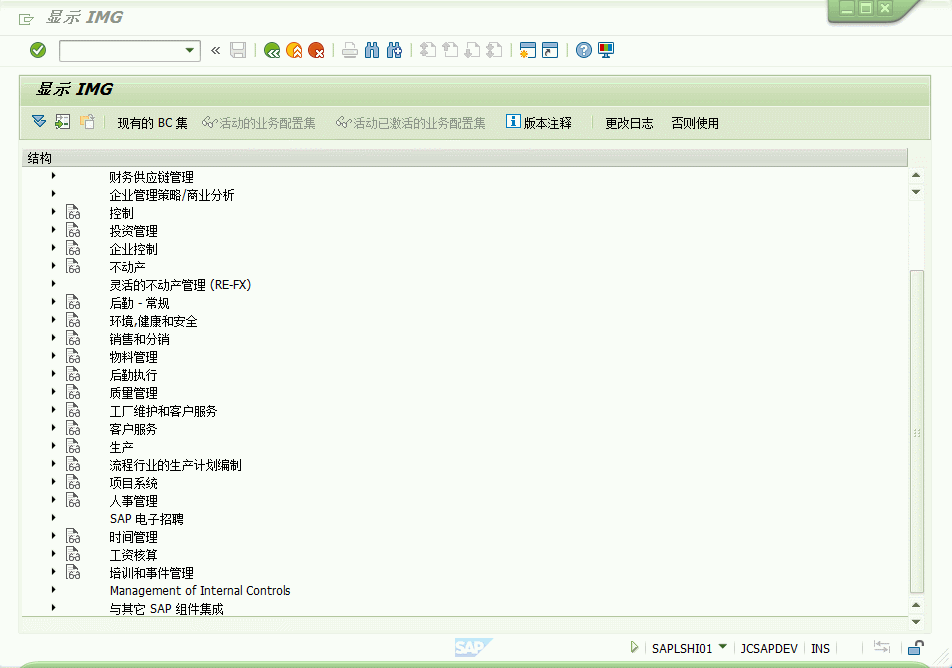 显示 IMG
显示 IMG
现有的 BC 集 活动的业务配置集 活动已激活的业务配置集 版本注释 更改日志 否则使用
结构
财务供应链管理
企业管理策略/商业分析
控制
投资管理
企业控制
不动产
灵活的不动产管理 (RE-FX)
后勤 - 常规
环境,健康和安全
销售和分销
物料管理
后勤执行
质量管理
工厂维护和客户服务
客户服务
生产
流程行业的生产计划编制
项目系统
人事管理
SAP 电子招聘
时间管理
工资核算
培训和事件管理
Management of Internal Controls
与其它 SAP 组件集成
SAP SAPLSHI01 JCSAPDEV INS